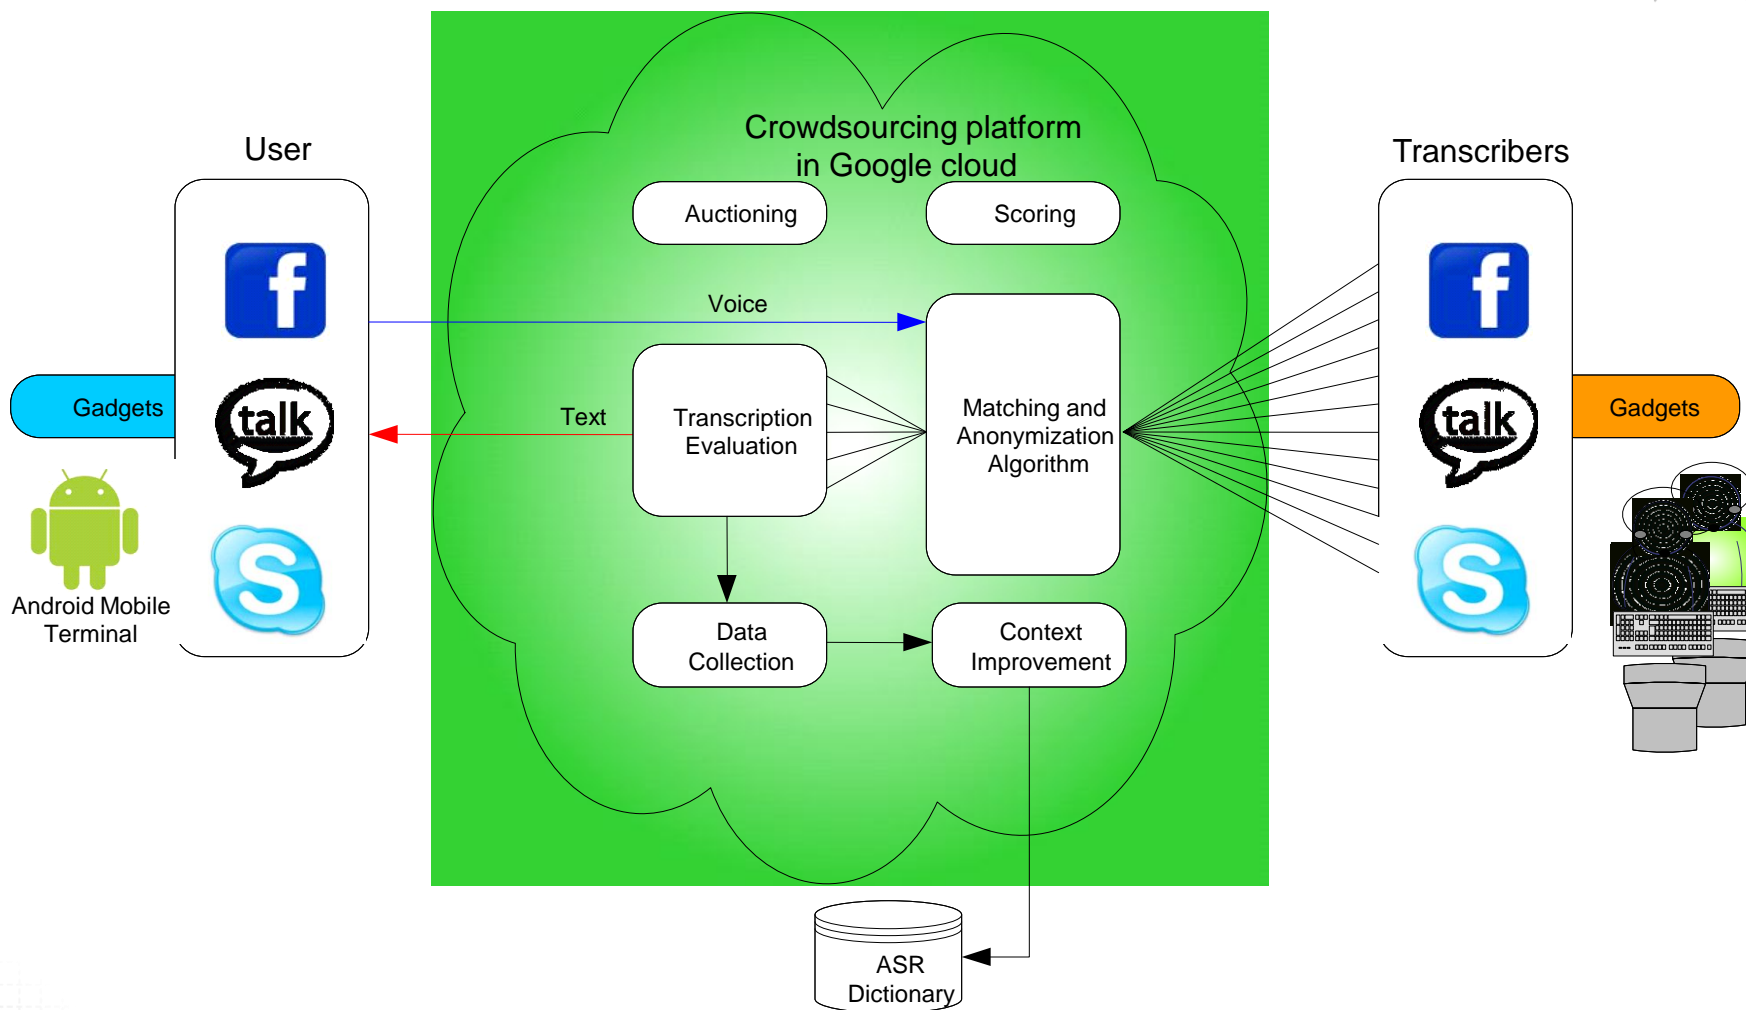 Crowdsourcing platform
in Google cloud
User
Transcribers
Auctioning
Scoring
f
f
Voice
Gadgets
talk
Text
Transcription
Evaluation
Matching and
Anonymization
Algorithm
talk
Gadgets
S
S
Android Mobile
Terminal
Data
Collection
Context
Improvement
ASR
Dictionary